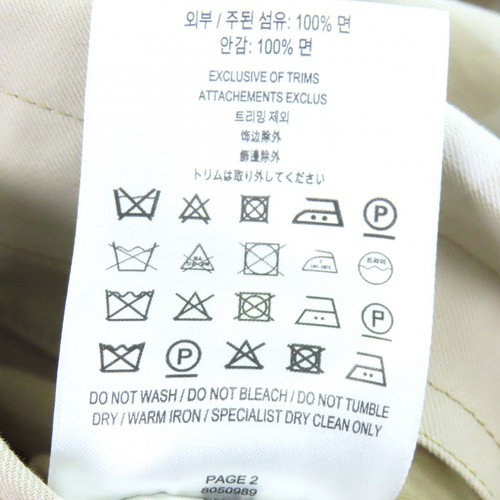 외부 / 주된 섬유: 100% 면
안감: 100% 면
EXCLUSIVE OF TRIMS
ATTACHEMENTS EXCLUS
트리밍 제외
饰边除外
飾邊除外
トリムは取り外してください
P
드라이
P
P
DO NOT WASH / DO NOT BLEACH / DO NOT TUMBLE
DRY / WARM IRON / SPECIALIST DRY CLEAN ONLY
PAGE 2
8050989